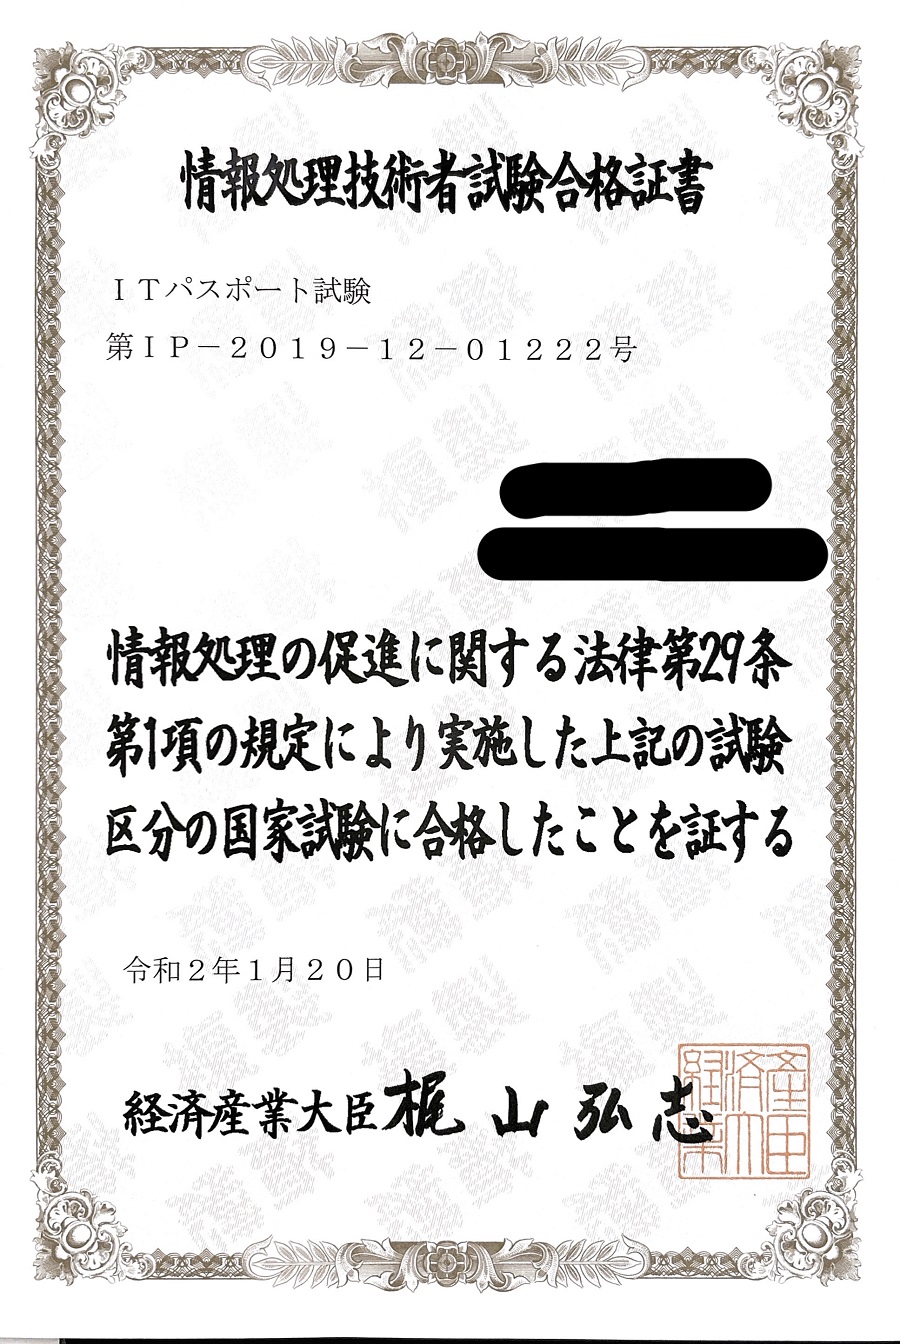 情報処理技術者試験合格証書
ＩＴパスポート試験
第ＩＰ－２０１９－１２－０１２２２号
情報処理の促進に関する法律第29条
第1項の規定により実施した上記の試験
区分の国家試験に合格したことを証する
令和２年１月２０日
経済産業大臣梶山弘志
経済産業大臣
複製